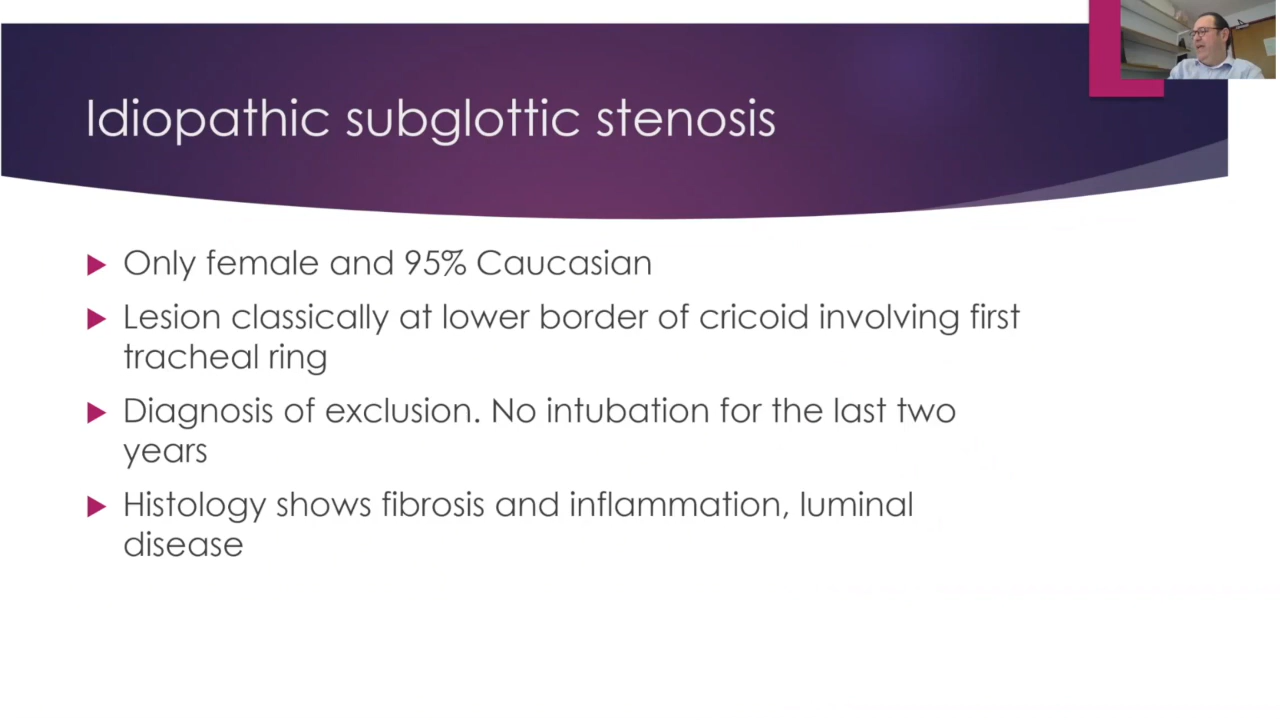 Idiopathic subglottic stenosis
Only female and 95% Caucasian
Lesion classically at lower border of cricoid involving first
tracheal ring
Diagnosis of exclusion. No intubation for the last two
years
Histology shows fibrosis and inflammation, luminal
disease